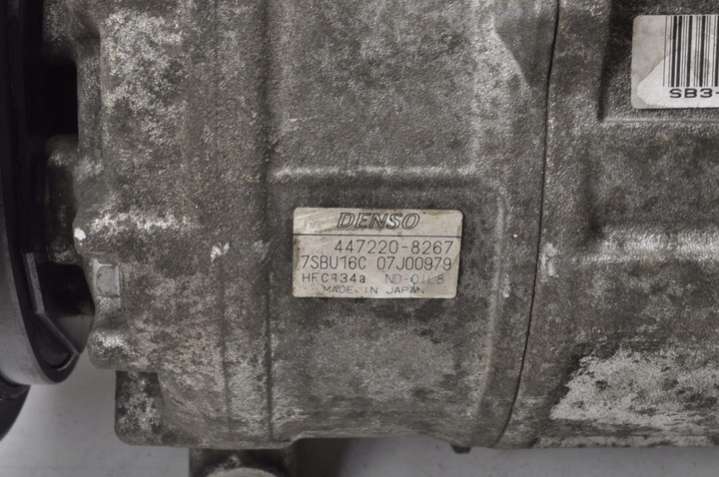 SB3-
DENSO
447220-8267
7SBU16C 07J00979
HFC134a ND-OIL8
MADE IN JAPAN